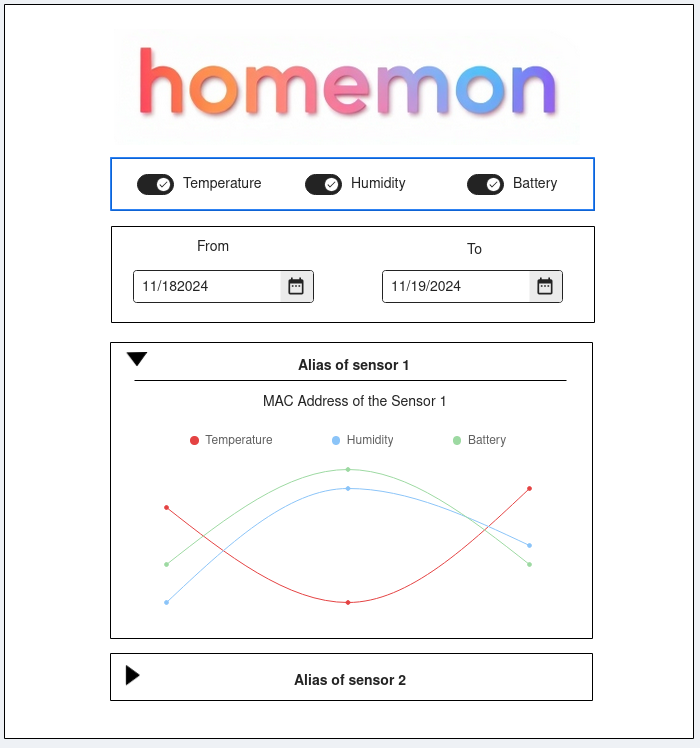 homemon
Temperature Humidity Battery
From To
11/182024 11/19/2024
Alias of sensor 1
MAC Address of the Sensor 1
Temperature Humidity Battery
Alias of sensor 2